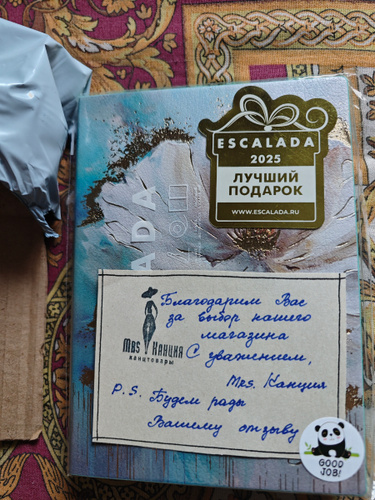 ESCALADA
2025
ЛУЧШИЙ
ПОДАРОК
WWW.ESCALADA.RU
ADA
Благодарим Вас
за выбор нашего
магазина
С уважением,
Mrs. Канция
P.S. Будем рады
Вашему отзыву
Mrs Канция
канцтовары
GOOD
JOB!